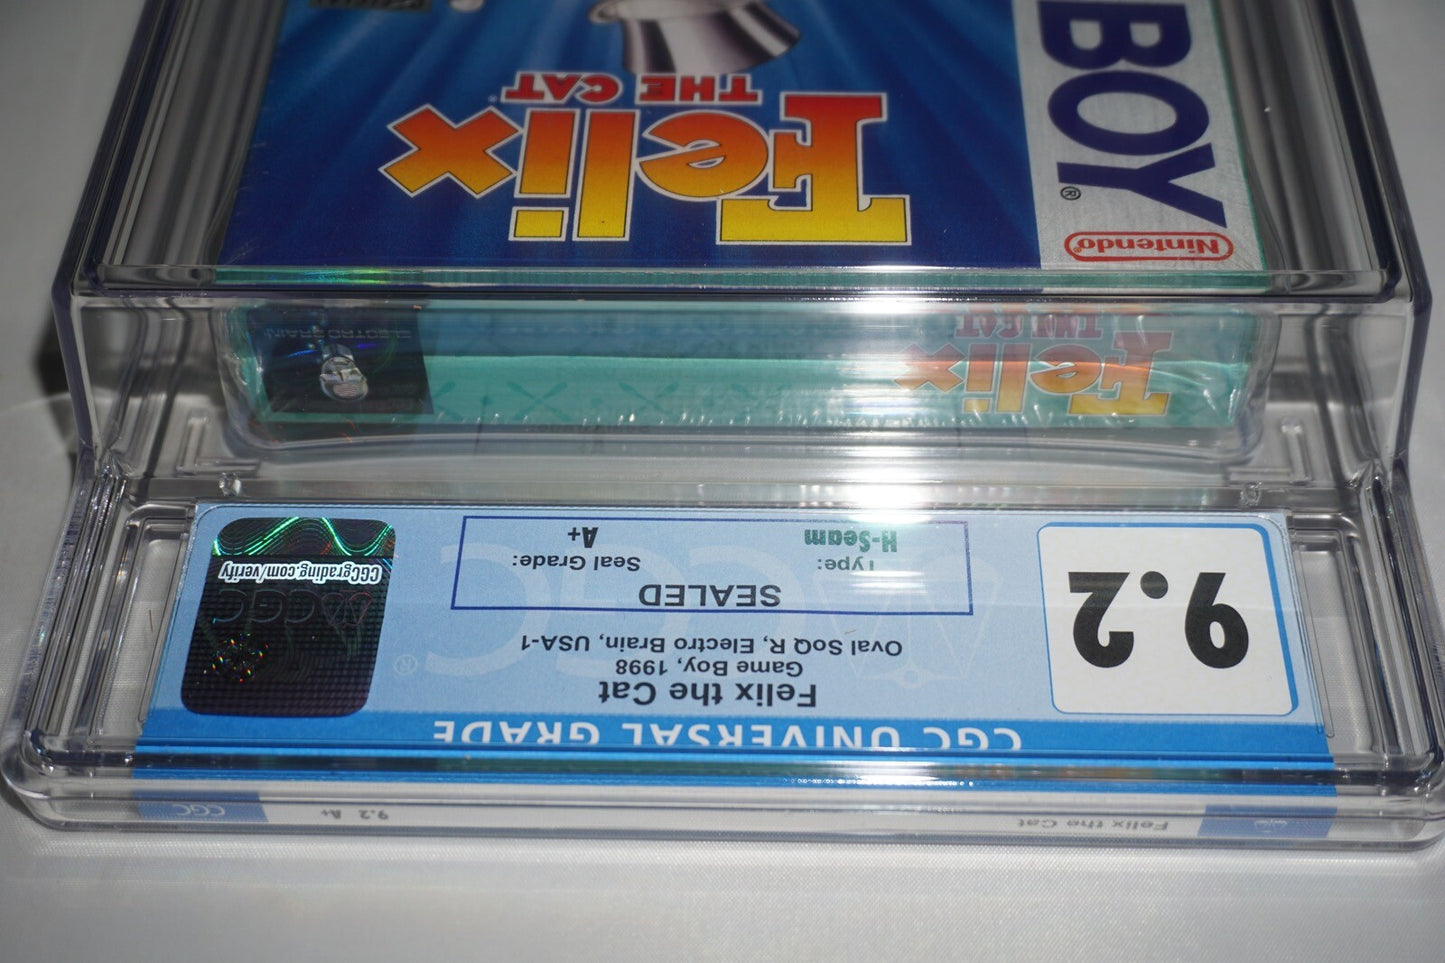 CGC UNIVERSAL GRADE
9.2
Felix the Cat
Game Boy, 1998
Oval SoQ R, Electro Brain, USA-1
SEALED
Type:
H-Seam
Seal Grade:
A+
CGC
®
CGCgrading.com/verify
CGC
Felix the Cat
9.2 A+
CGC
Felix
THE CAT
ELECTRO BRAIN
Nintendo®
BOY®
Felix
THE CAT®